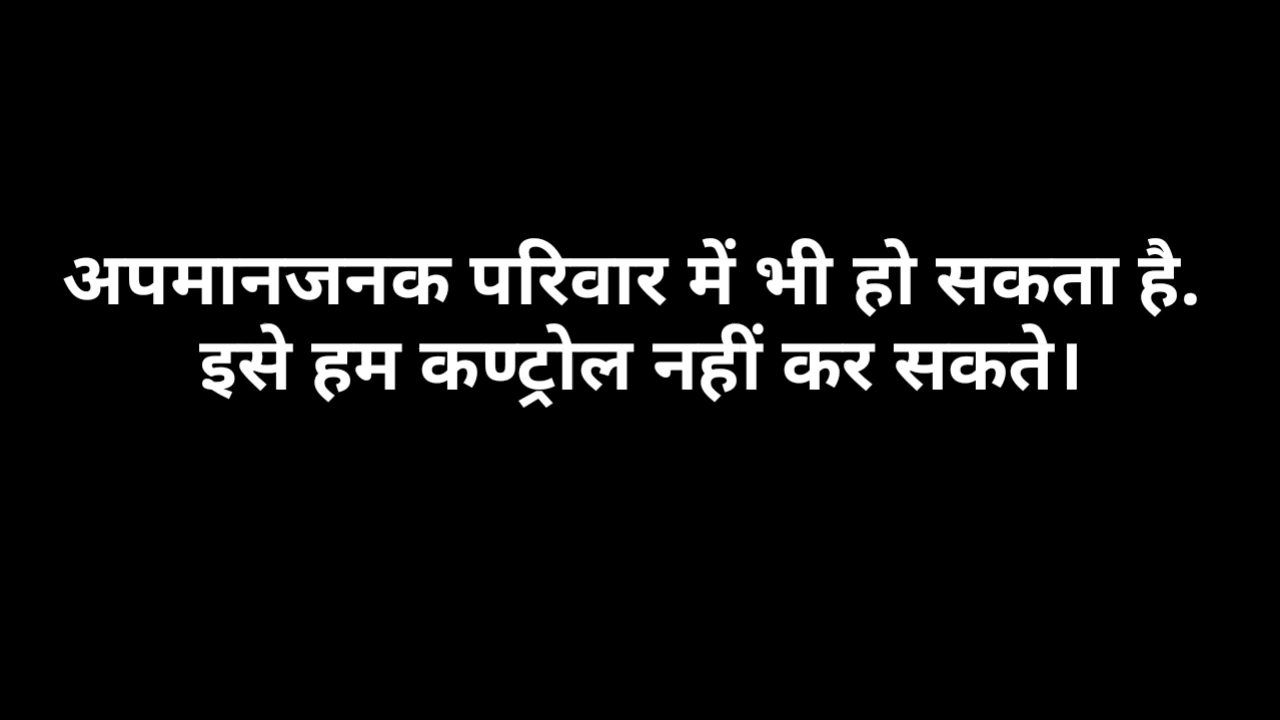 अपमानजनक परिवार में भी हो सकता है.
इसे हम कण्ट्रोल नहीं कर सकते।